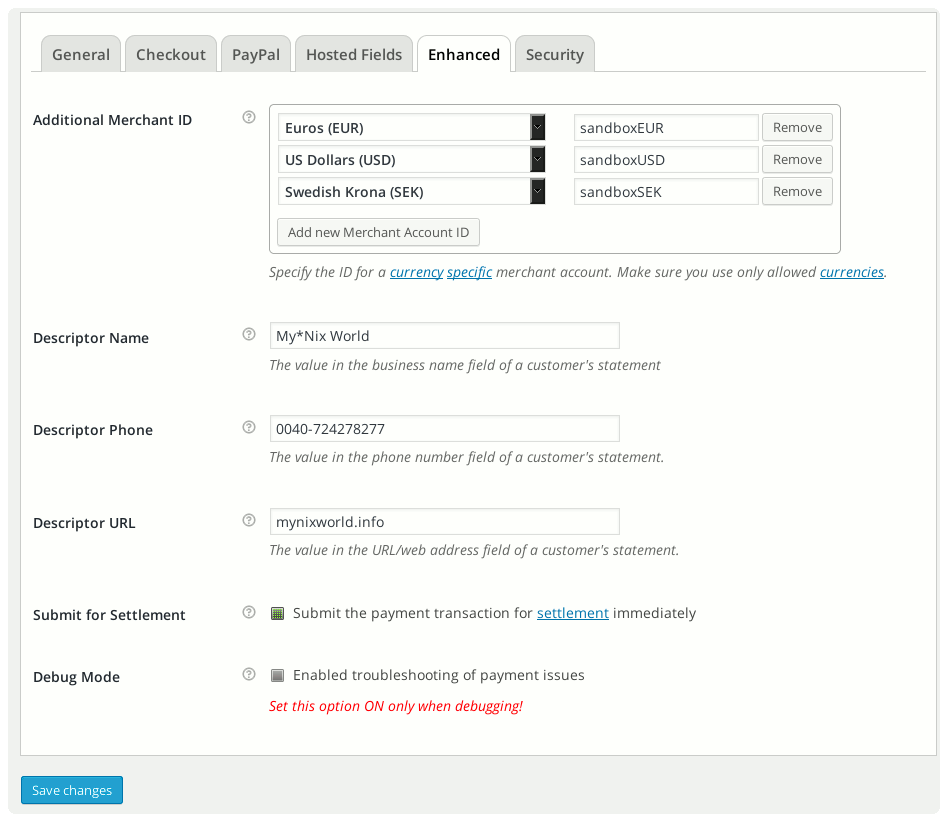 General Checkout PayPal Hosted Fields Enhanced Security
Additional Merchant ID
Euros (EUR) sandboxEUR Remove
US Dollars (USD) sandboxUSD Remove
Swedish Krona (SEK) sandboxSEK Remove
Add new Merchant Account ID
Specify the ID for a currency specific merchant account. Make sure you use only allowed currencies.
Descriptor Name My*Nix World
The value in the business name field of a customer's statement
Descriptor Phone 0040-724278277
The value in the phone number field of a customer's statement.
Descriptor URL mynixworld.info
The value in the URL/web address field of a customer's statement.
Submit for Settlement Submit the payment transaction for settlement immediately
Debug Mode Enabled troubleshooting of payment issues
Set this option ON only when debugging!
Save changes